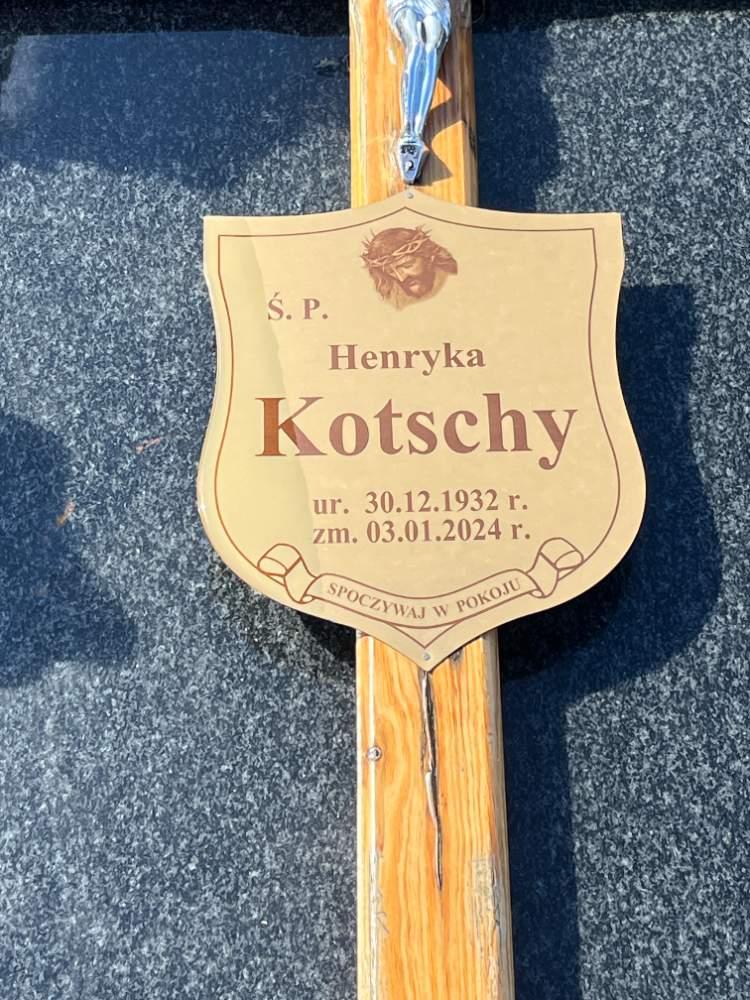 Ś. P.
Henryka
Kotschy
ur. 30.12.1932 r.
zm. 03.01.2024 r.
SPOCZYWAJ W POKOJU